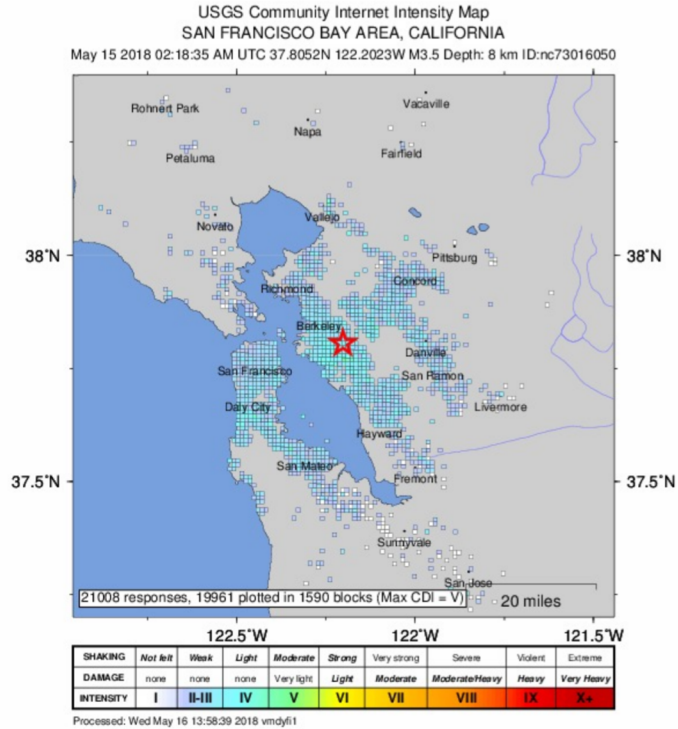 USGS Community Internet Intensity Map
SAN FRANCISCO BAY AREA, CALIFORNIA
May 15 2018 02:18:35 AM UTC 37.8052N 122.2023W M3.5 Depth: 8 km ID:nc73016050
Rohnert Park
Vacaville
Napa
Fairfield
Petaluma
Vallejo
Novato
38°N
38°N
Pittsburg
Concord
Richmond
Berkeley
Danville
San Francisco
San Ramon
Daly City
Livermore
Hayward
San Mateo
Fremont
37.5°N
37.5°N
Sunnyvale
San Jose
21008 responses, 19961 plotted in 1590 blocks (Max CDI = V)
20 miles
122.5°W
122°W
121.5°W
SHAKING Not felt Weak Light Moderate Strong Very strong Severe Violent Extreme
DAMAGE none none none Very light Light Moderate Moderate/Heavy Heavy Very Heavy
INTENSITY I II-III IV V VI VII VIII IX X+
Processed: Wed May 16 13:58:39 2018 vmdyfi1